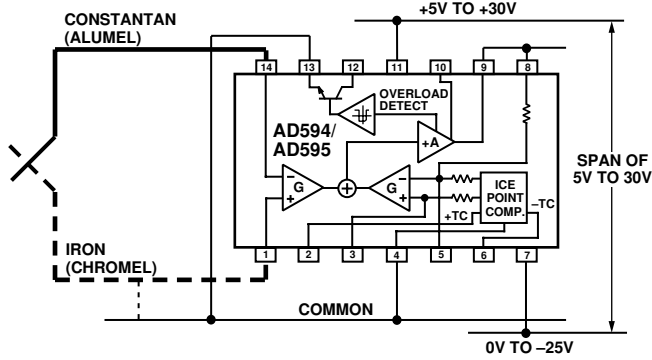 CONSTANTAN
(ALUMEL)
+5V TO +30V
14
13
12
11
10
9
8
OVERLOAD
DETECT
AD594/
AD595
+A
–
G
+
–
G
+
ICE
POINT
COMP.
–TC
+TC
SPAN OF
5V TO 30V
IRON
(CHROMEL)
1
2
3
4
5
6
7
COMMON
0V TO –25V